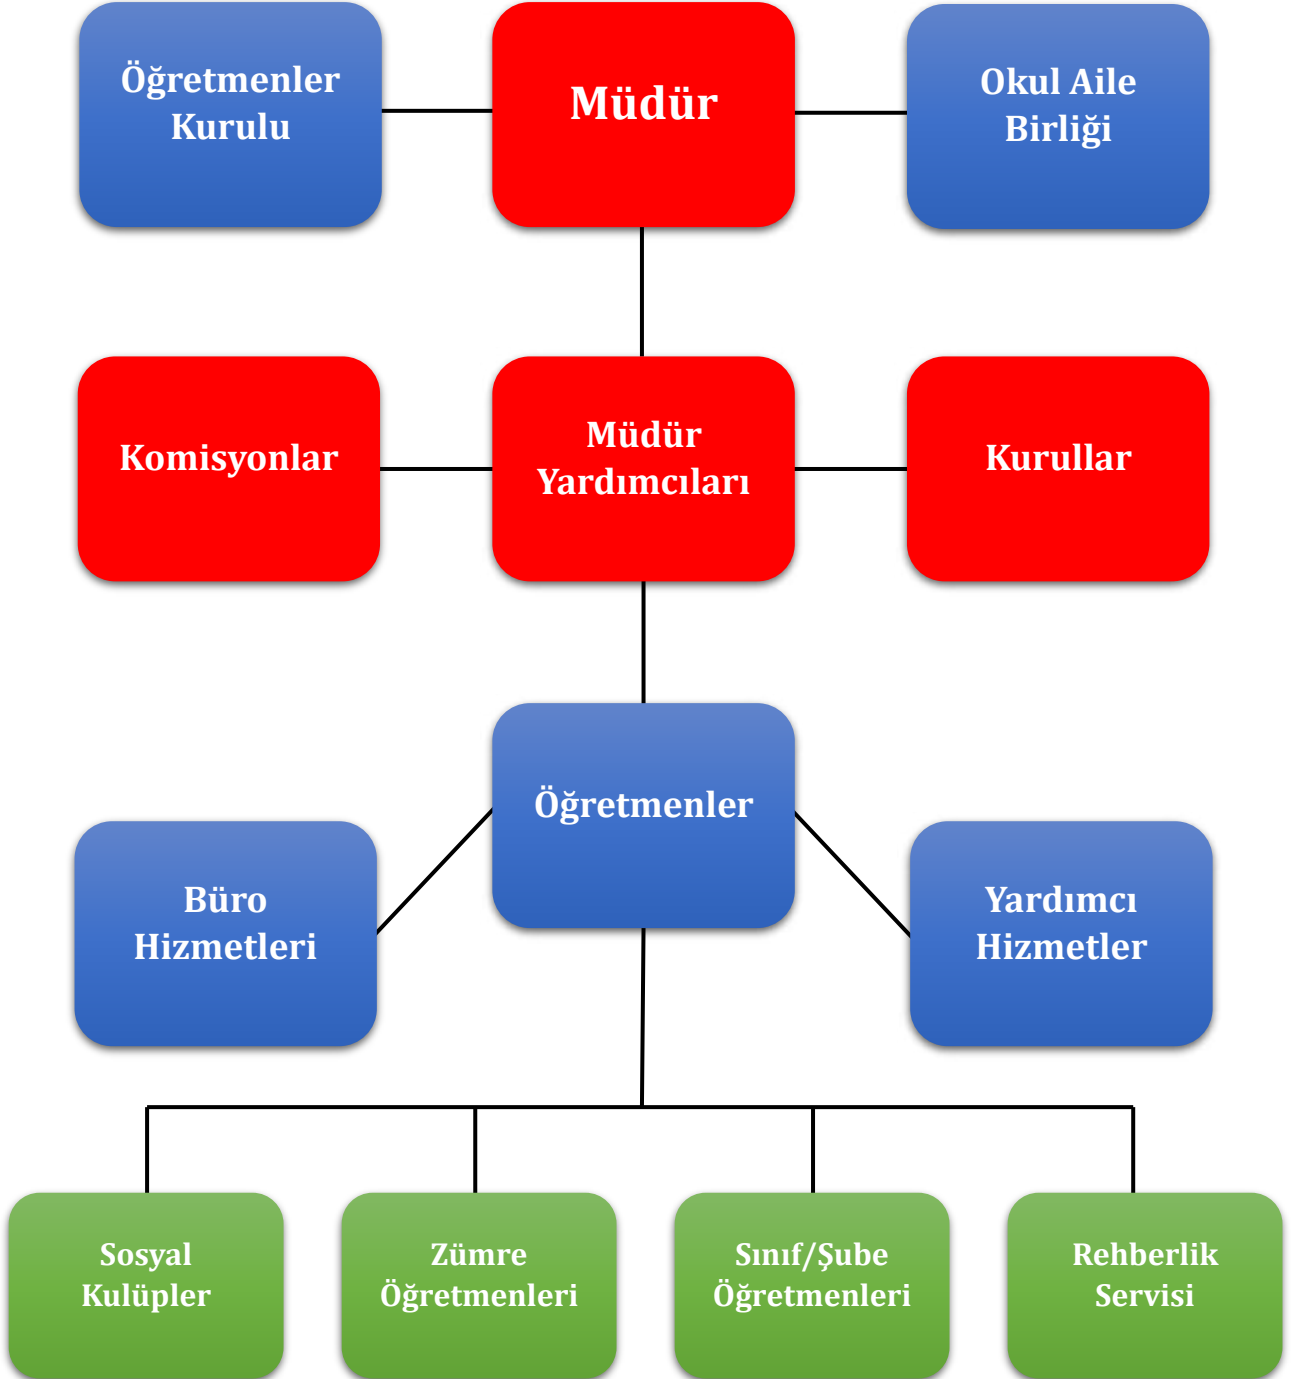 Öğretmenler
Kurulu
Müdür
Okul Aile
Birliği
Komisyonlar
Müdür
Yardımcıları
Kurullar
Öğretmenler
Büro
Hizmetleri
Yardımcı
Hizmetler
Sosyal
Kulüpler
Zümre
Öğretmenleri
Sınıf/Şube
Öğretmenleri
Rehberlik
Servisi